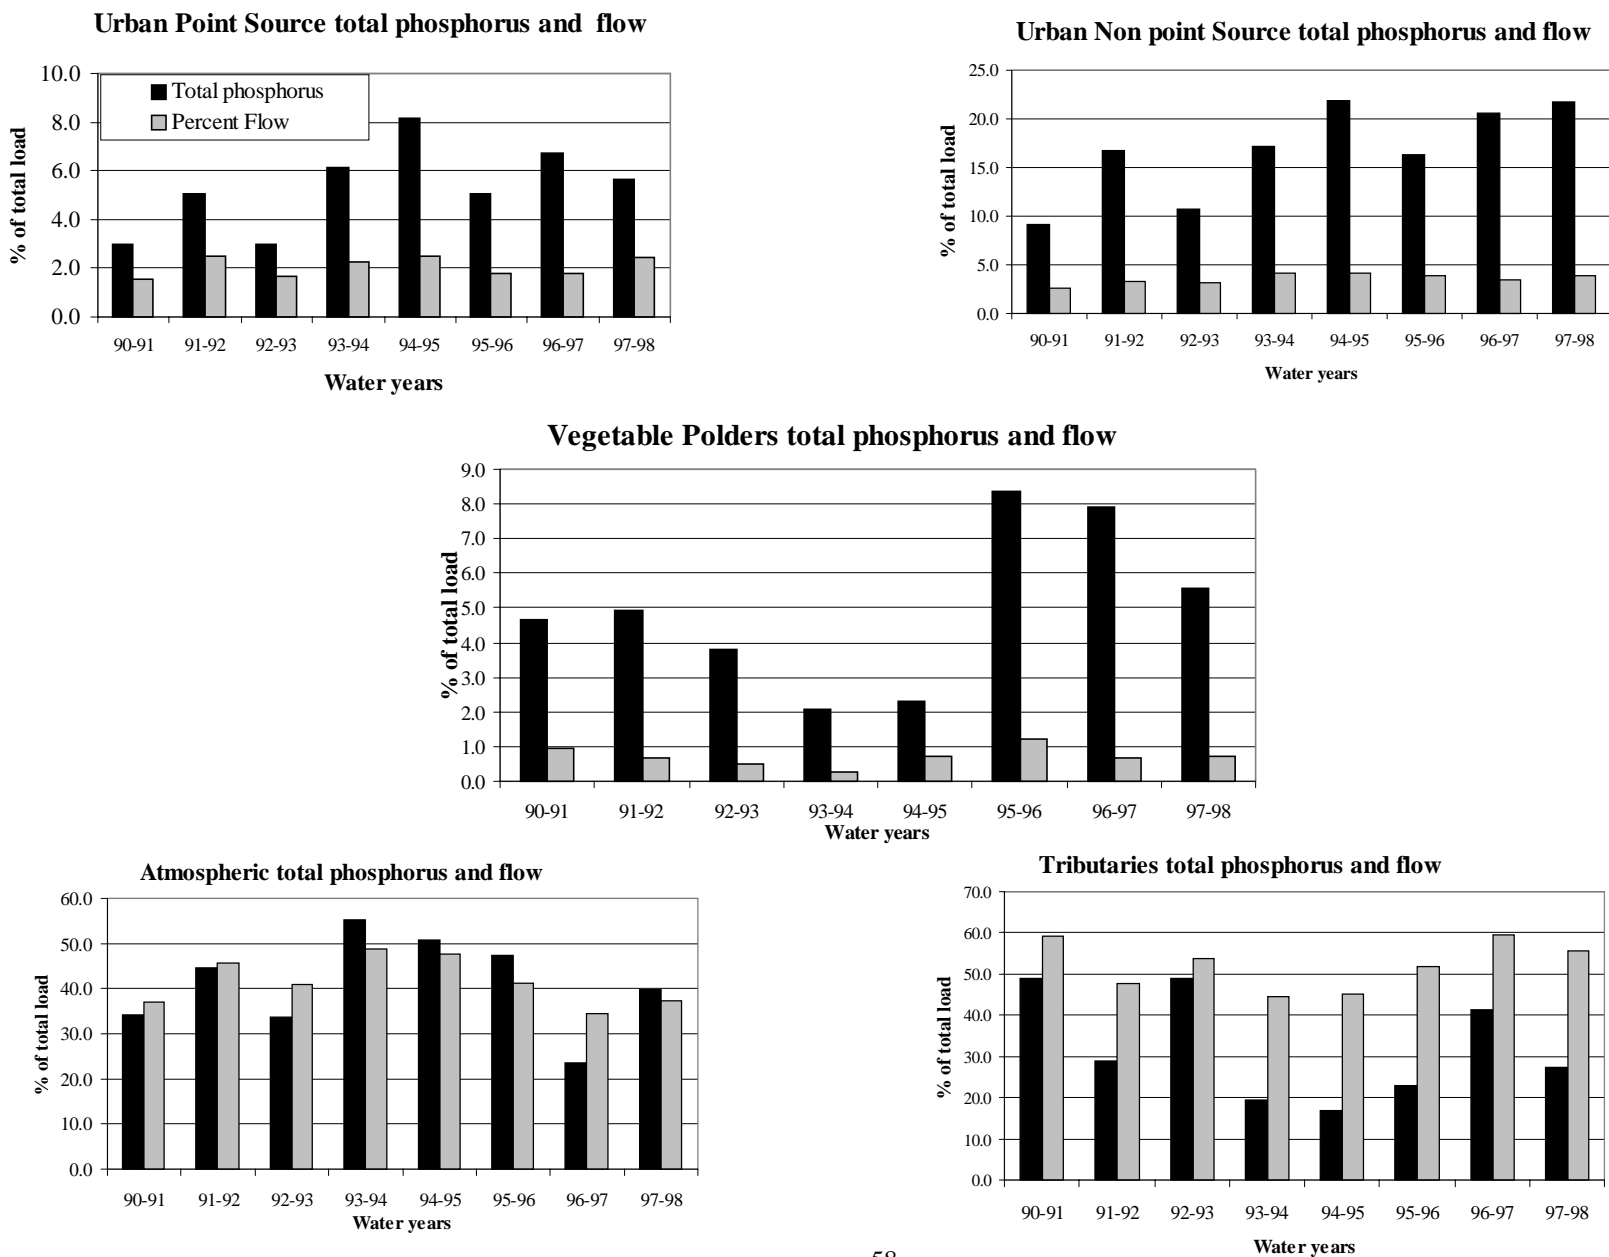 Urban Point Source total phosphorus and flow
10.0
8.0
6.0
4.0
2.0
0.0
% of total load
Total phosphorus
Percent Flow
90-91 91-92 92-93 93-94 94-95 95-96 96-97 97-98
Water years
Urban Non point Source total phosphorus and flow
25.0
20.0
15.0
10.0
5.0
0.0
% of total load
90-91 91-92 92-93 93-94 94-95 95-96 96-97 97-98
Water years
Vegetable Polders total phosphorus and flow
9.0
8.0
7.0
6.0
5.0
4.0
3.0
2.0
1.0
0.0
% of total load
90-91 91-92 92-93 93-94 94-95 95-96 96-97 97-98
Water years
Atmospheric total phosphorus and flow
60.0
50.0
40.0
30.0
20.0
10.0
0.0
% of total load
90-91 91-92 92-93 93-94 94-95 95-96 96-97 97-98
Water years
Tributaries total phosphorus and flow
70.0
60.0
50.0
40.0
30.0
20.0
10.0
0.0
% of total load
90-91 91-92 92-93 93-94 94-95 95-96 96-97 97-98
Water years
58